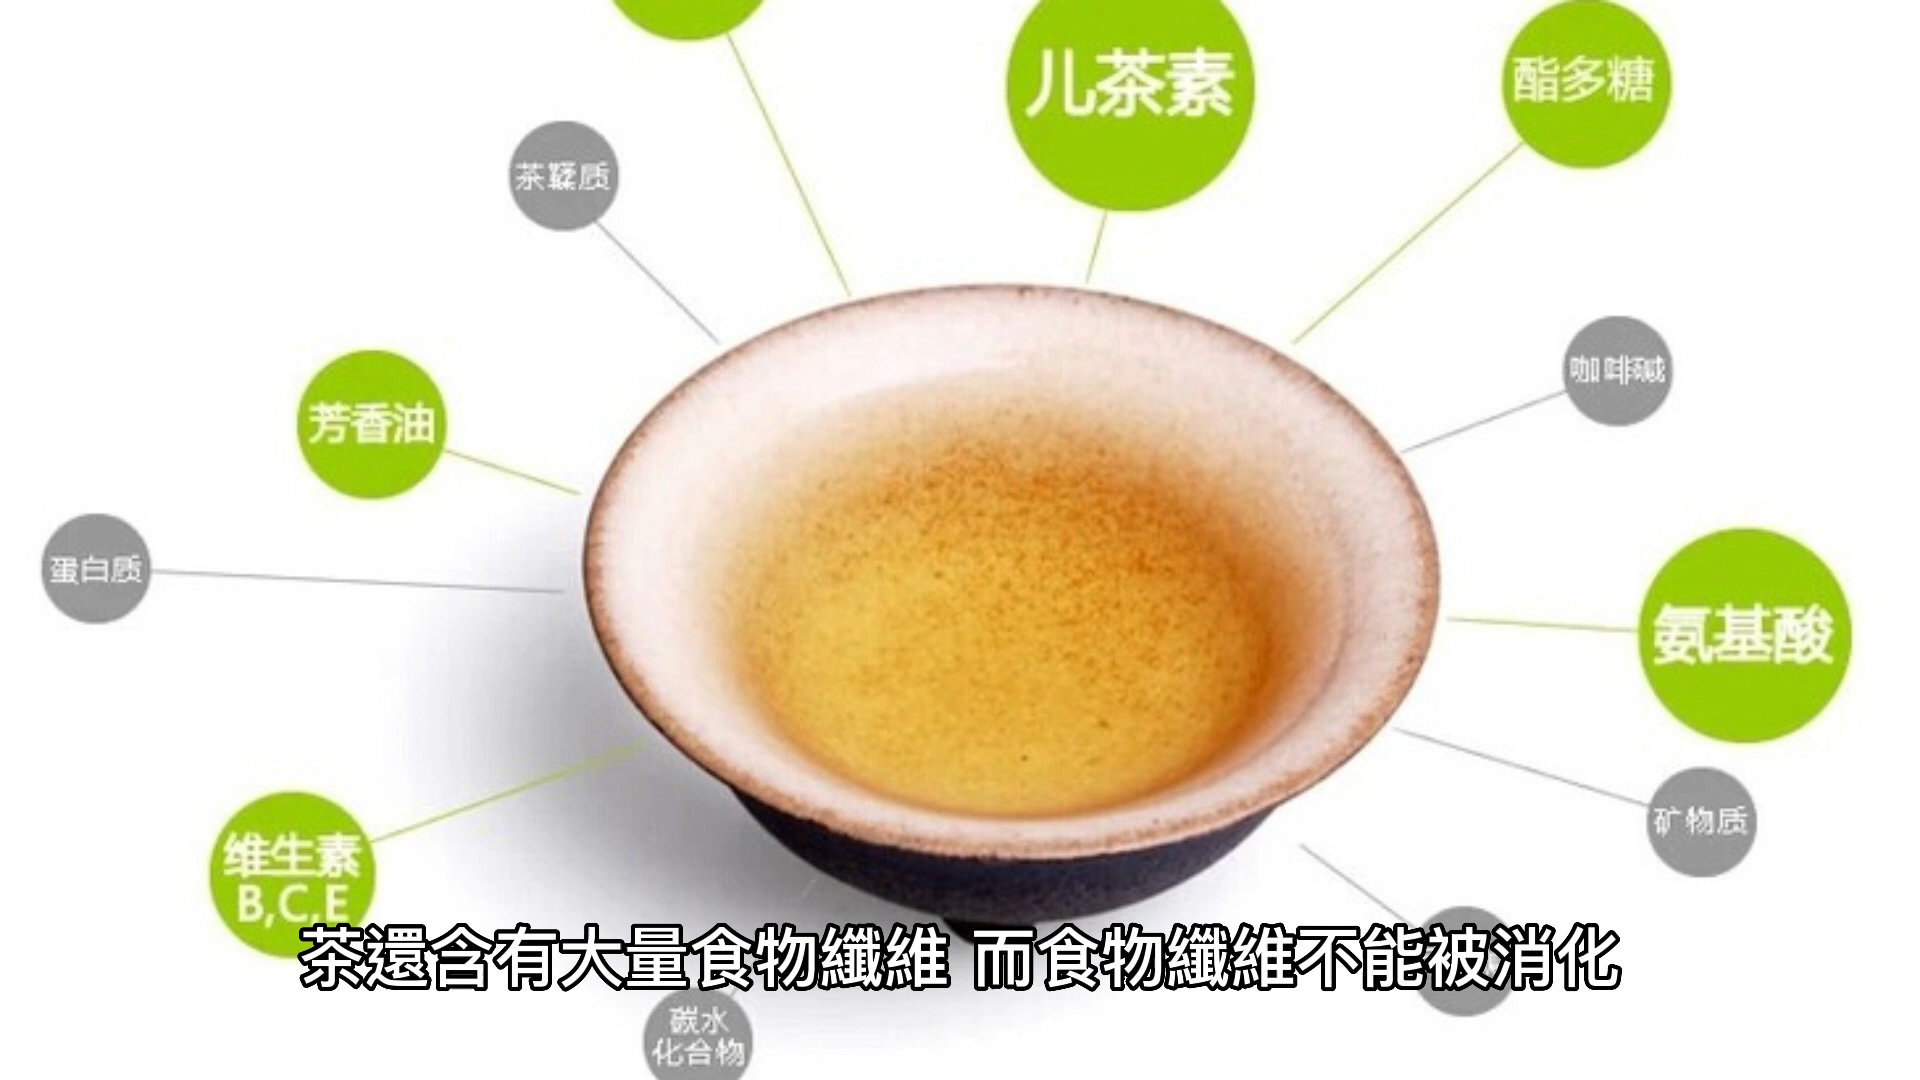 儿茶素
酯多糖
茶鞣质
咖啡碱
芳香油
蛋白质
氨基酸
矿物质
维生素
B,C,E
茶還含有大量食物纖維 而食物纖維不能被消化
碳水
化合物